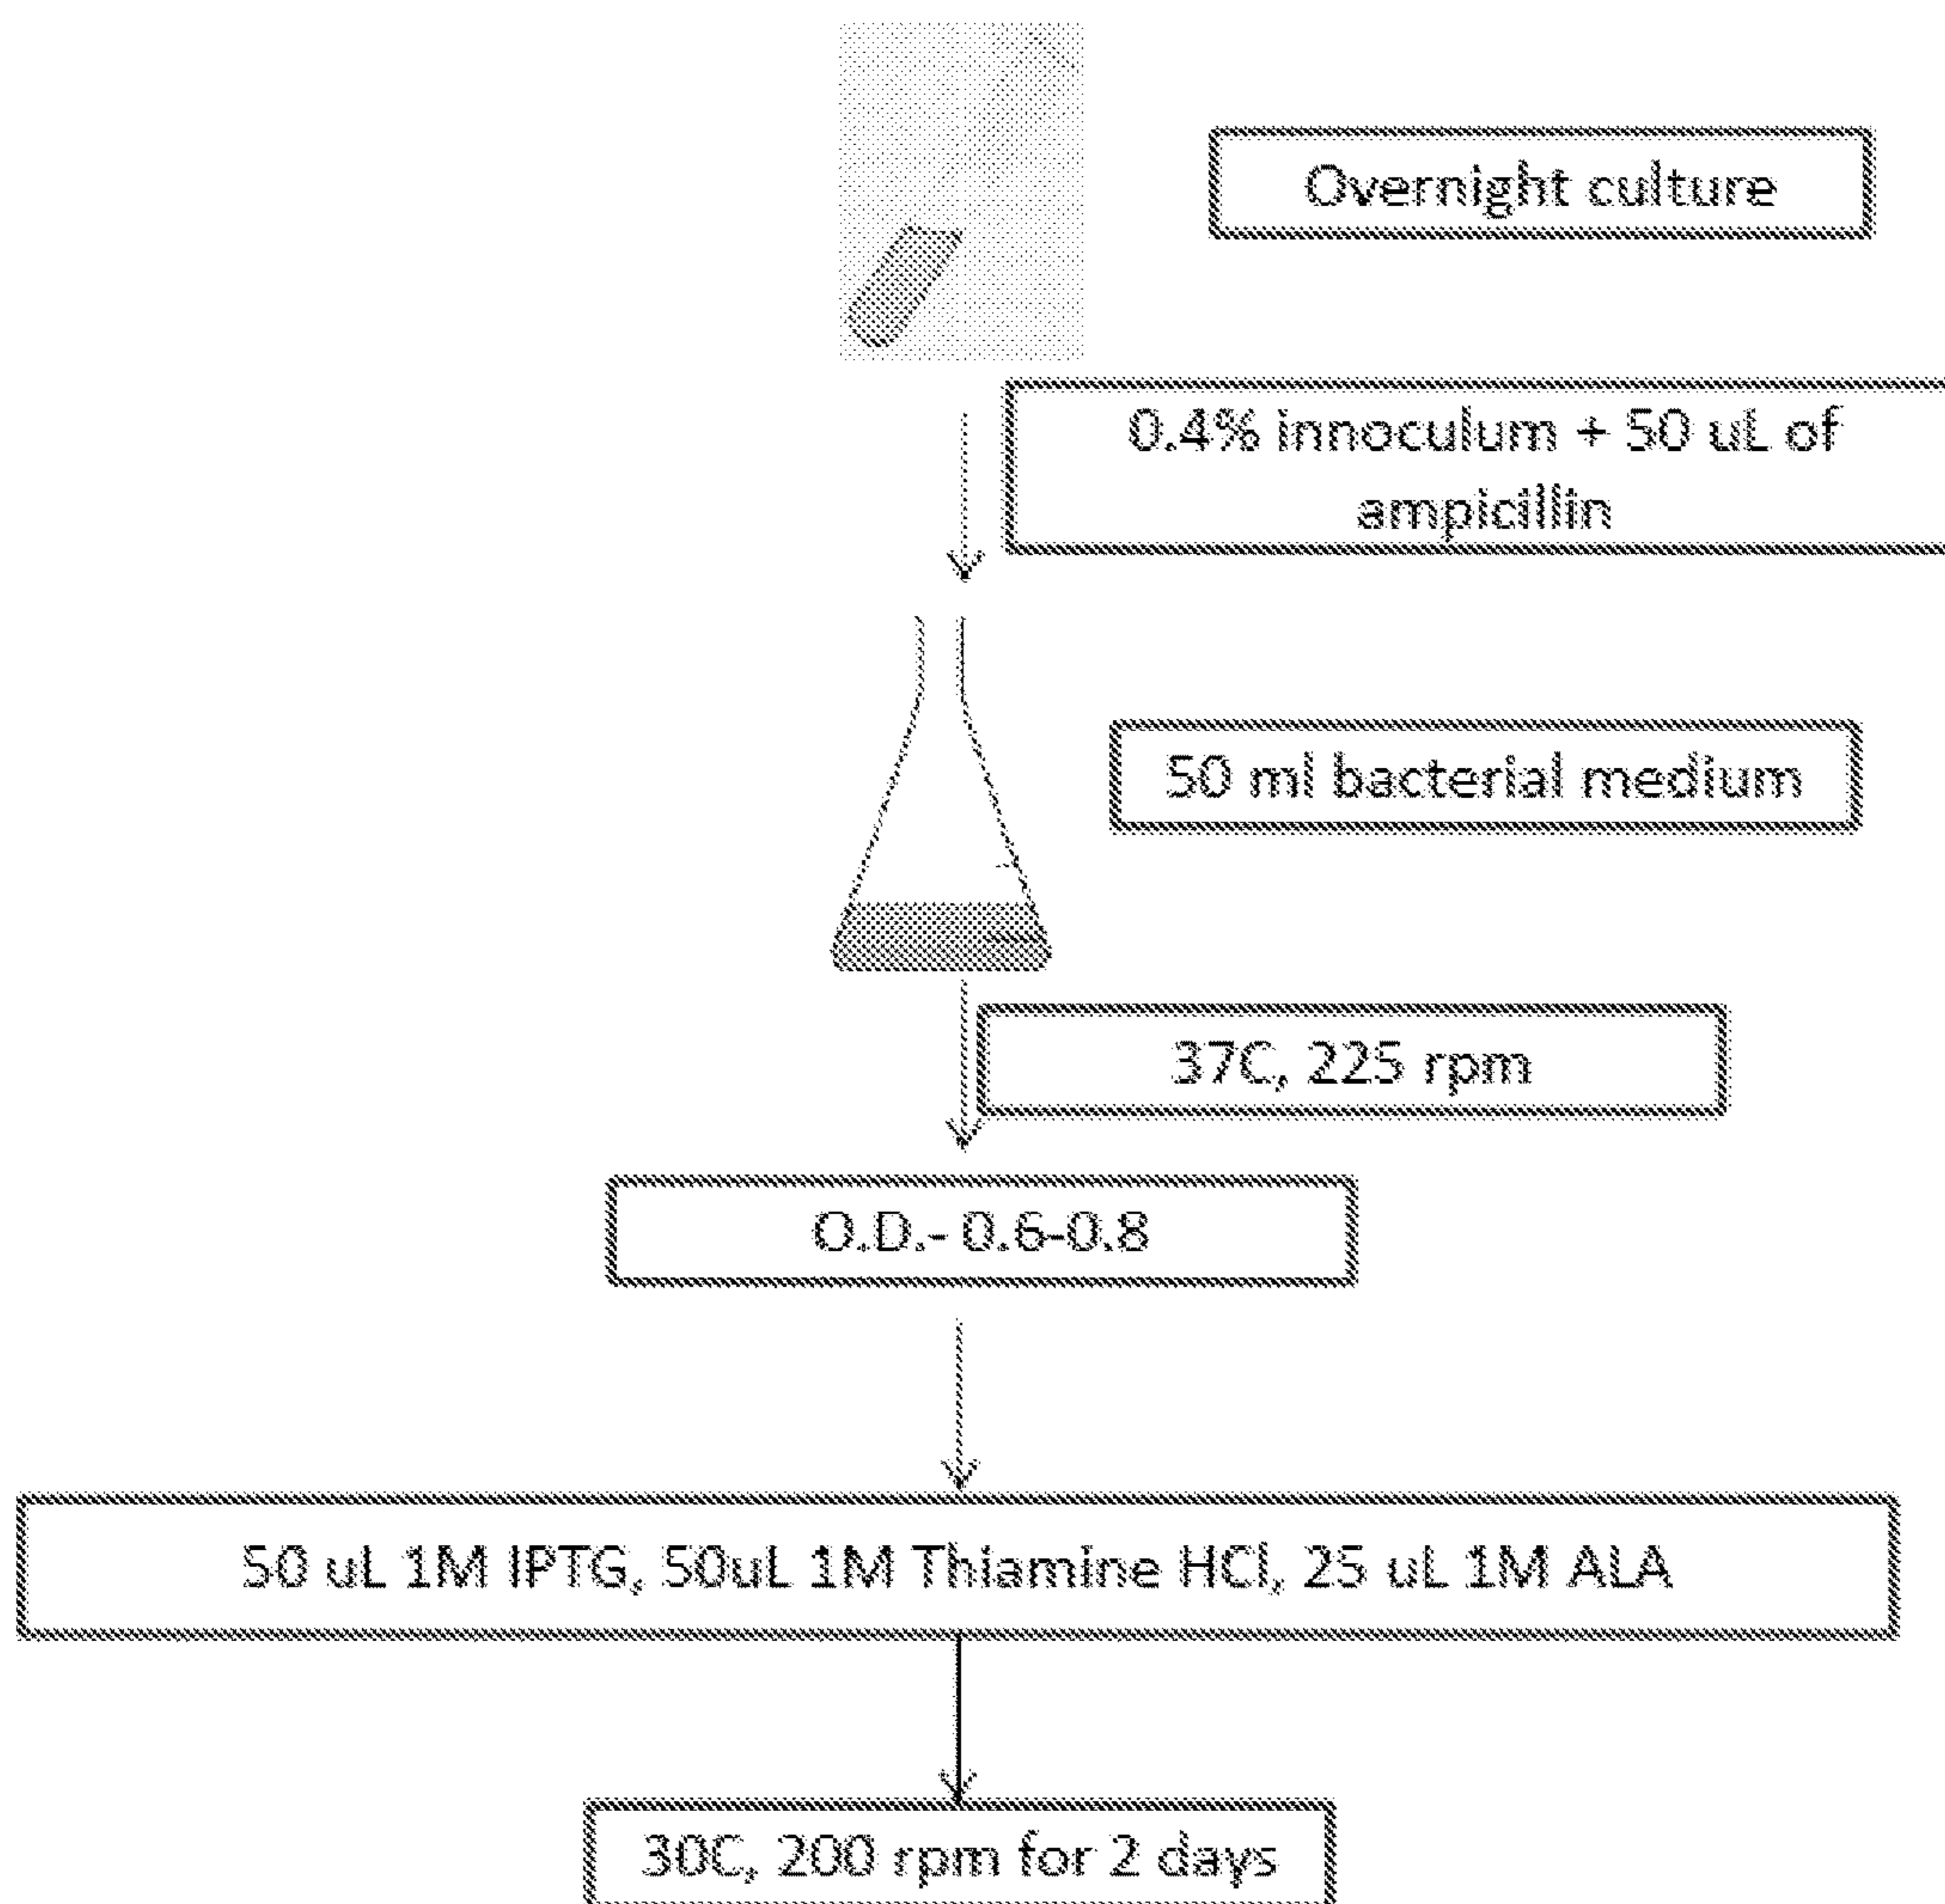 Overnight culture
0.4% innoculum + 50 uL of
ampicillin
50 ml bacterial medium
37C, 225 rpm
O.D.- 0.6-0.8
50 uL 1M IPTG, 50uL 1M Thiamine HCl, 25 uL 1M ALA
30C, 200 rpm for 2 days